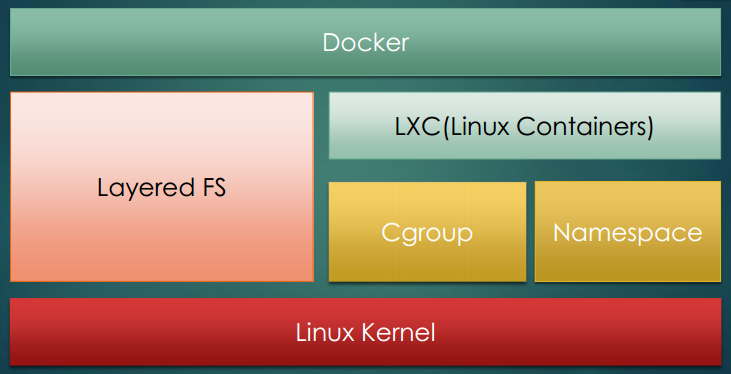 Docker
LXC(Linux Containers)
Layered FS
Cgroup
Namespace
Linux Kernel